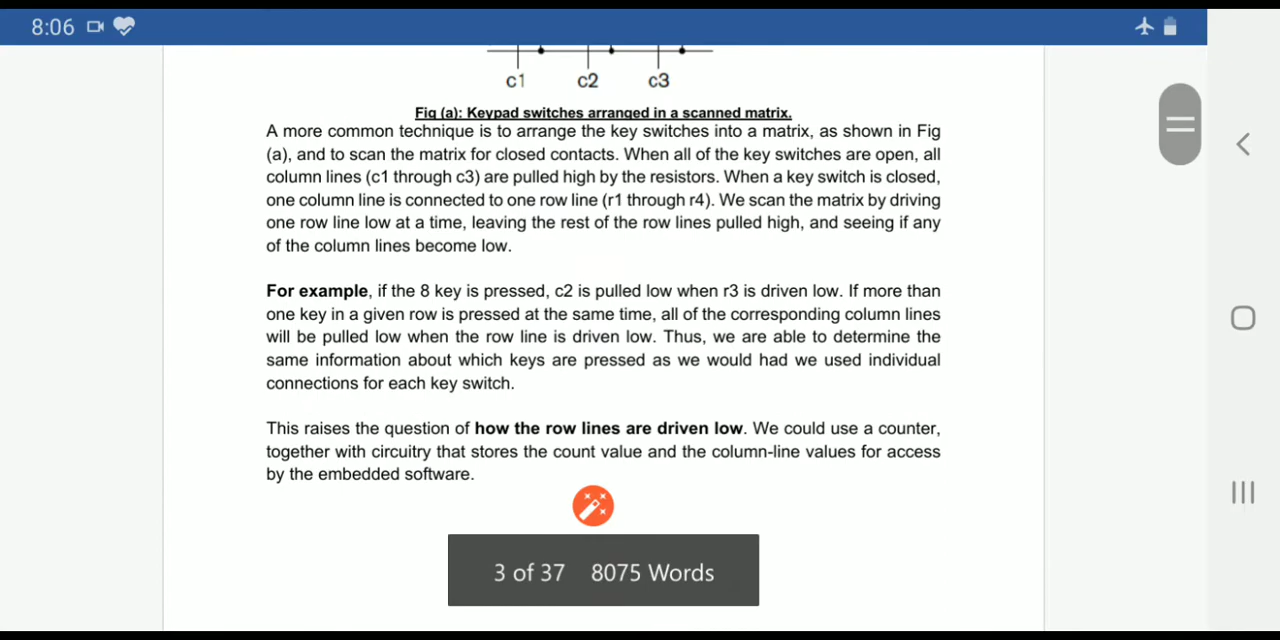 8:06
c1 c2 c3
Fig (a): Keypad switches arranged in a scanned matrix.
A more common technique is to arrange the key switches into a matrix, as shown in Fig
(a), and to scan the matrix for closed contacts. When all of the key switches are open, all
column lines (c1 through c3) are pulled high by the resistors. When a key switch is closed,
one column line is connected to one row line (r1 through r4). We scan the matrix by driving
one row line low at a time, leaving the rest of the row lines pulled high, and seeing if any
of the column lines become low.
For example, if the 8 key is pressed, c2 is pulled low when r3 is driven low. If more than
one key in a given row is pressed at the same time, all of the corresponding column lines
will be pulled low when the row line is driven low. Thus, we are able to determine the
same information about which keys are pressed as we would had we used individual
connections for each key switch.
This raises the question of how the row lines are driven low. We could use a counter,
together with circuitry that stores the count value and the column-line values for access
by the embedded software.
3 of 37 8075 Words